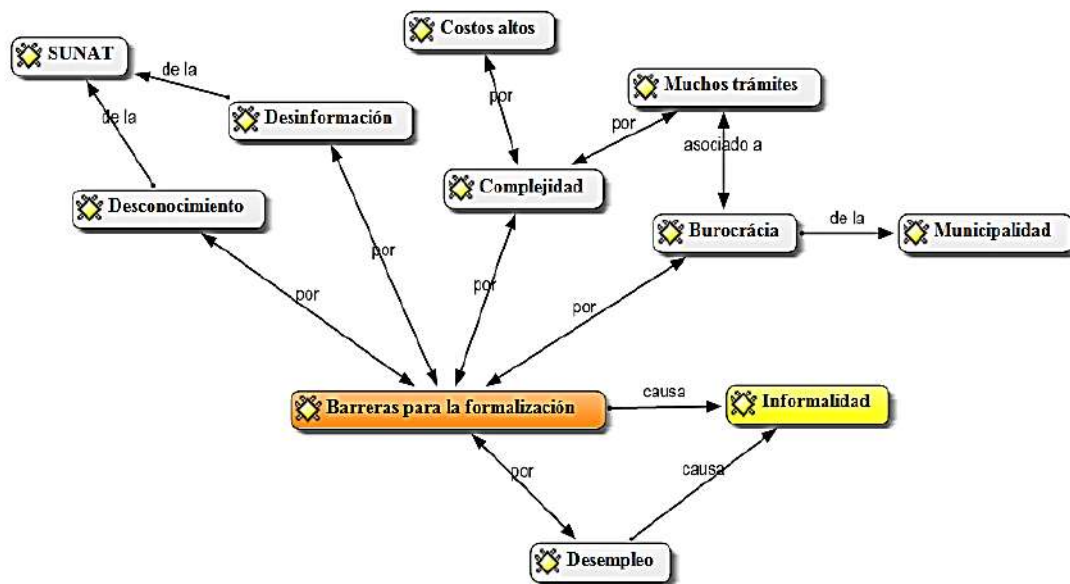 Costos altos
SUNAT
de la
Muchos trámites
por
Desinformación
de la
por
asociado a
Complejidad
Desconocimiento
Burocrácia
de la
Municipalidad
por
por
por
por
Barreras para la formalización
causa
Informalidad
por
causa
Desempleo